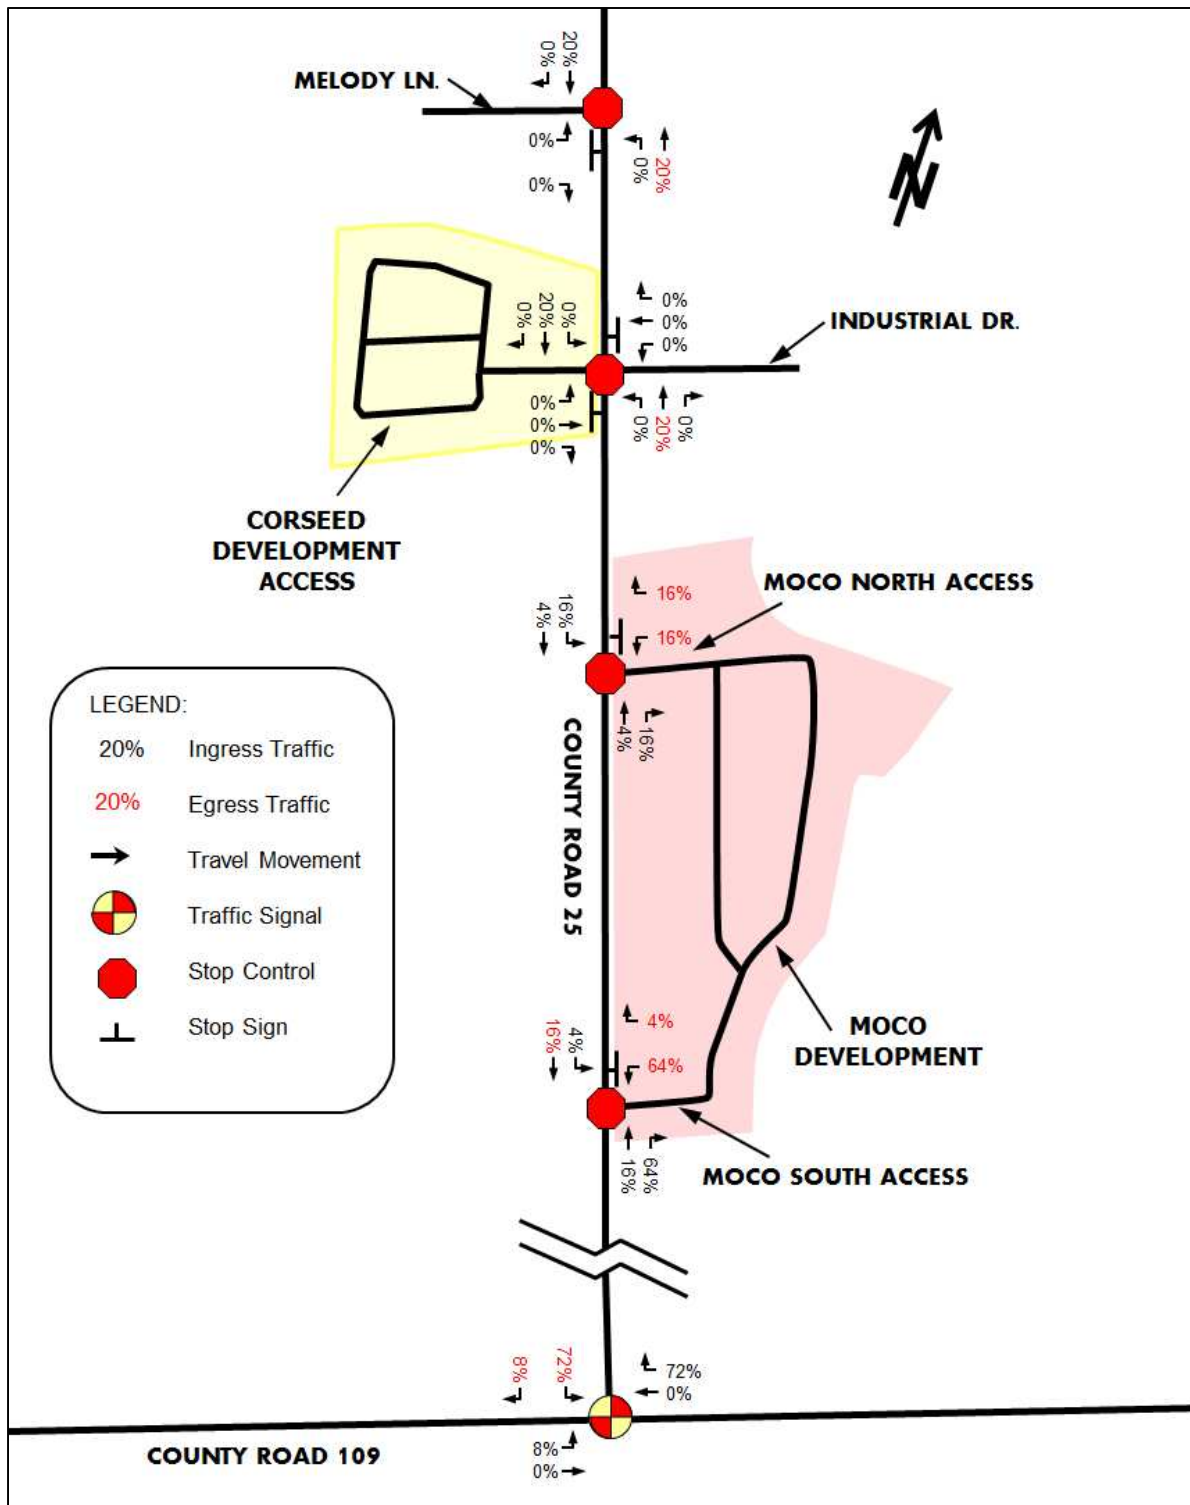 20%
0%
MELODY LN.
0%
0%
0%
20%
N
0%
20%
0%
0%
0%
0%
INDUSTRIAL DR.
0%
0%
0%
0%
20%
0%
CORSEED
DEVELOPMENT
ACCESS
MOCO NORTH ACCESS
16%
4%
16%
16%
4%
16%
LEGEND:
20% Ingress Traffic
20% Egress Traffic
Travel Movement
Traffic Signal
Stop Control
Stop Sign
COUNTY ROAD 25
MOCO
DEVELOPMENT
16%
4%
4%
64%
16%
64%
MOCO SOUTH ACCESS
8%
72%
72%
0%
COUNTY ROAD 109
8%
0%